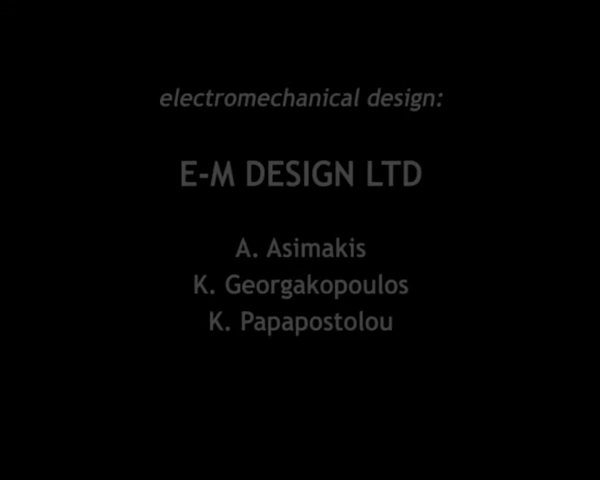 electromechanical design:
E-M DESIGN LTD
A. Asimakis
K. Georgakopoulos
K. Papapostolou